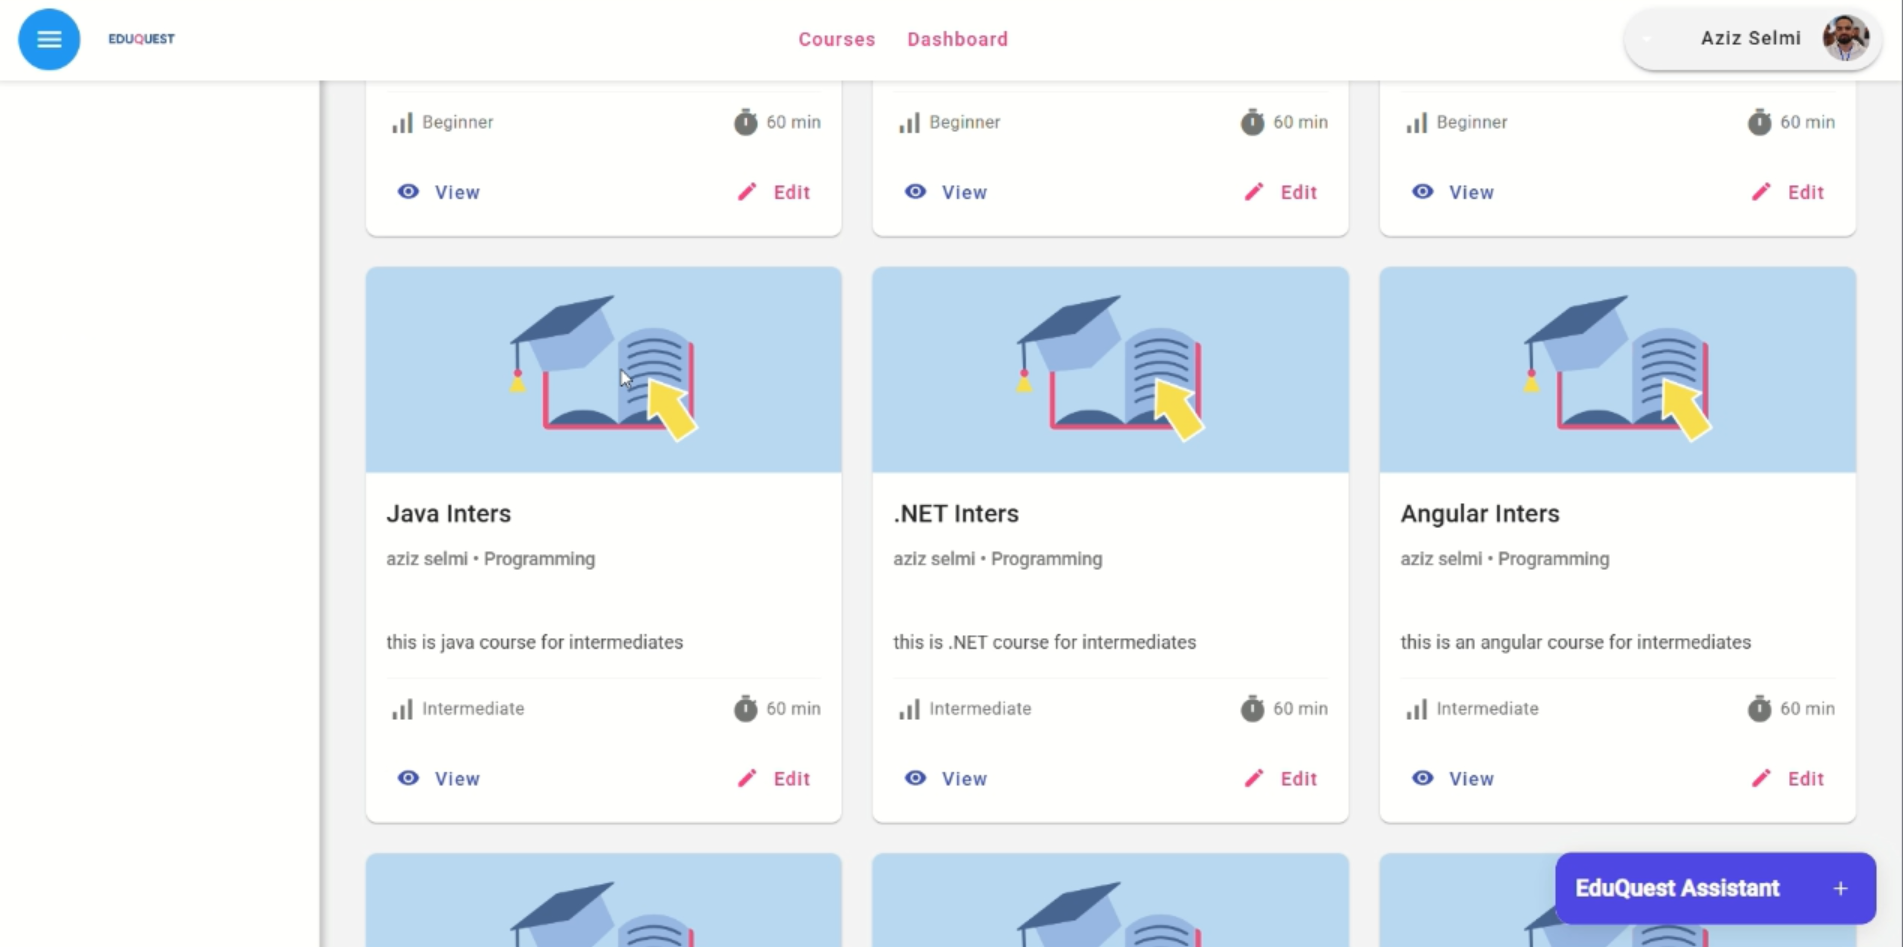 EDUQUEST
Courses Dashboard
Aziz Selmi
Beginner 60 min
View Edit
Beginner 60 min
View Edit
Beginner 60 min
View Edit
Java Inters
aziz selmi • Programming
this is java course for intermediates
Intermediate 60 min
View Edit
.NET Inters
aziz selmi • Programming
this is .NET course for intermediates
Intermediate 60 min
View Edit
Angular Inters
aziz selmi • Programming
this is an angular course for intermediates
Intermediate 60 min
View Edit
EduQuest Assistant +